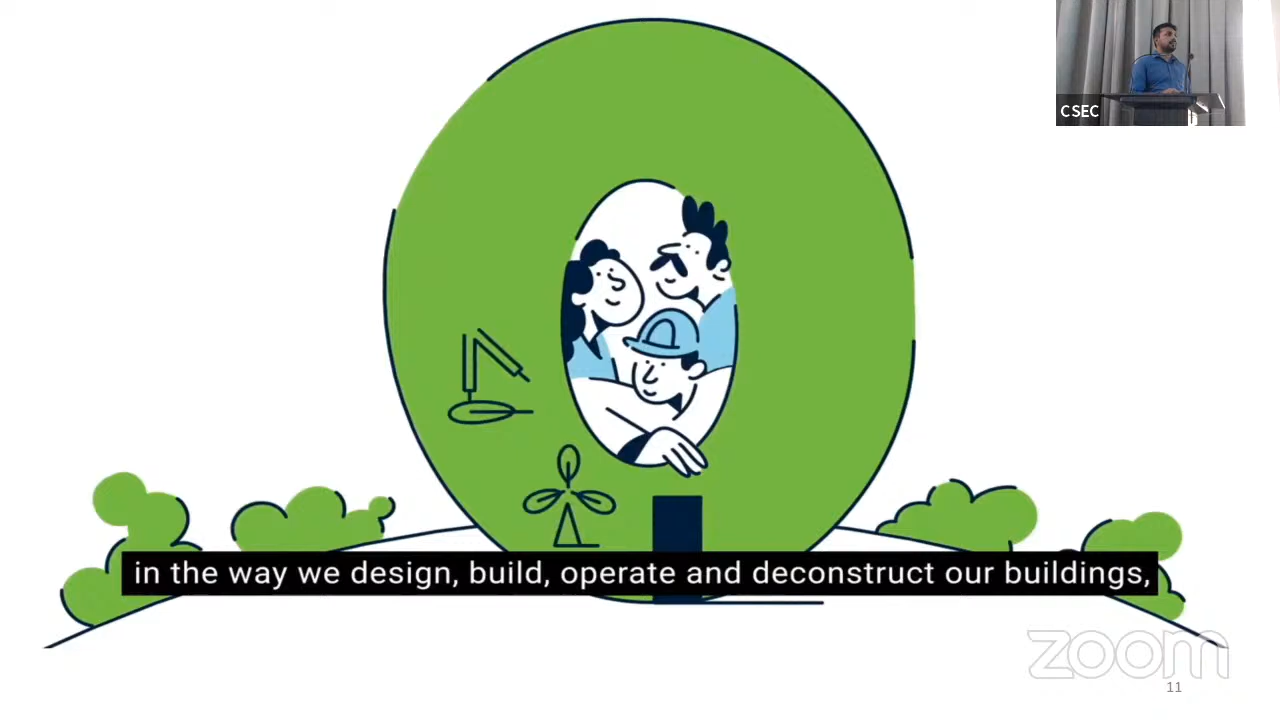 CSEC
in the way we design, build, operate and deconstruct our buildings,
zoom
11